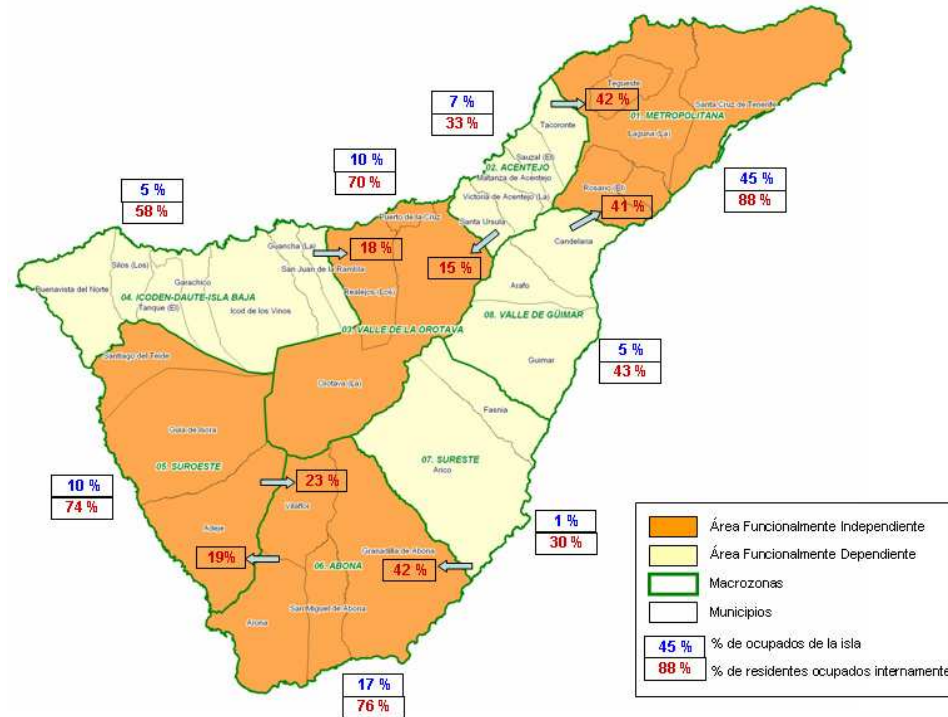 Tegueste
7 %
33 %
42 %
Santa Cruz de Tenerife
01. METROPOLITANA
Tacoronte
Laguna (La)
10 %
70 %
Sauzal (El)
02. ACENTEJO
Matanza de Acentejo
5 %
58 %
Rosario (El)
45 %
88 %
Victoria de Acentejo (La)
41 %
Puerto de la Cruz
Santa Ursula
Candelaria
Guancha (La)
18 %
Silos (Los)
San Juan de la Rambla
15 %
Garachico
Realejos (Los)
Arafo
Buenavista del Norte
04. ICODEN-DAUTE-ISLA BAJA
Tanque (El)
Icod de los Vinos
08. VALLE DE GÜIMAR
03. VALLE DE LA OROTAVA
5 %
43 %
Santiago del Teide
Guimar
Orotava (La)
Fasnia
Guia de Isora
07. SURESTE
05. SUROESTE
Arico
10 %
74 %
23 %
Vilaflor
1 %
30 %
Adeje
Granadilla de Abona
19%
06. ABONA
42 %
San Miguel de Abona
Arona
17 %
76 %
Área Funcionalmente Independiente
Área Funcionalmente Dependiente
Macrozonas
Municipios
45 % % de ocupados de la isla
88 % % de residentes ocupados internamente